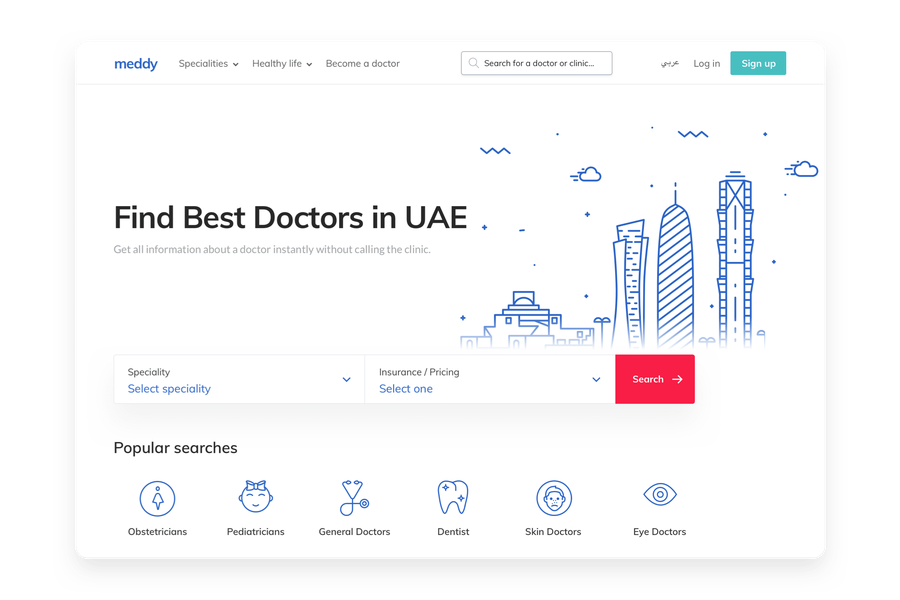 meddy
Specialities
Healthy life
Become a doctor
Search for a doctor or clinic...
عربي
Log in
Sign up
Find Best Doctors in UAE
Get all information about a doctor instantly without calling the clinic.
Speciality
Select speciality
Insurance / Pricing
Select one
Search
Popular searches
Obstetricians
Pediatricians
General Doctors
Dentist
Skin Doctors
Eye Doctors